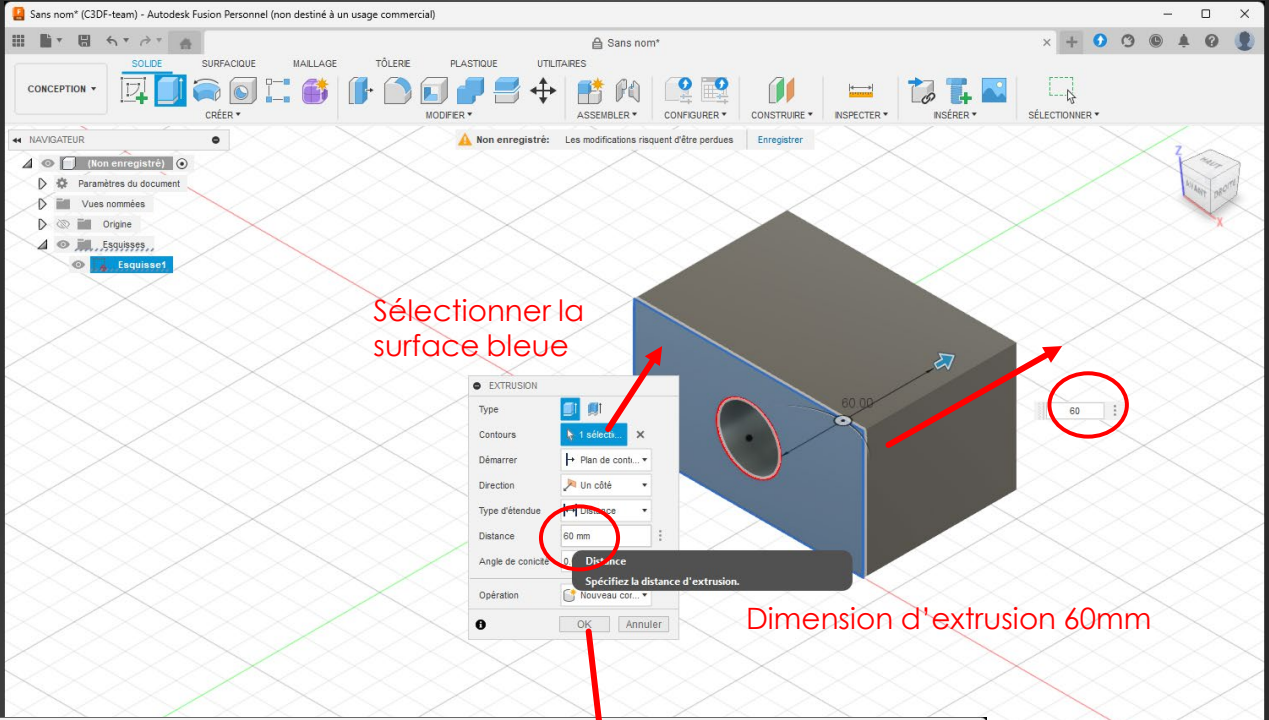 Sans nom* (C3DF-team) - Autodesk Fusion Personnel (non destiné à un usage commercial)
Sans nom*
SOLIDE SURFACIQUE MAILLAGE TÔLERIE PLASTIQUE UTILITAIRES
CONCEPTION
CRÉER MODIFIER ASSEMBLER CONFIGURER CONSTRUIRE INSPECTER INSÉRER SÉLECTIONNER
NAVIGATEUR
Non enregistré: Les modifications risquent d'être perdues Enregistrer
(Non enregistré)
Paramètres du document
Vues nommées
Origine
Esquisses
Esquisse1
Z
HAUT
AVANT DROITE
X
Sélectionner la
surface bleue
EXTRUSION
Type
Contours 1 sélecti...
Démarrer Plan de cont...
Direction Un côté
Type d'étendue Distance
Distance 60 mm
Angle de conicité 0
Distance
Spécifiez la distance d'extrusion.
Opération Nouveau cor...
OK Annuler
60.00
60
Dimension d'extrusion 60mm